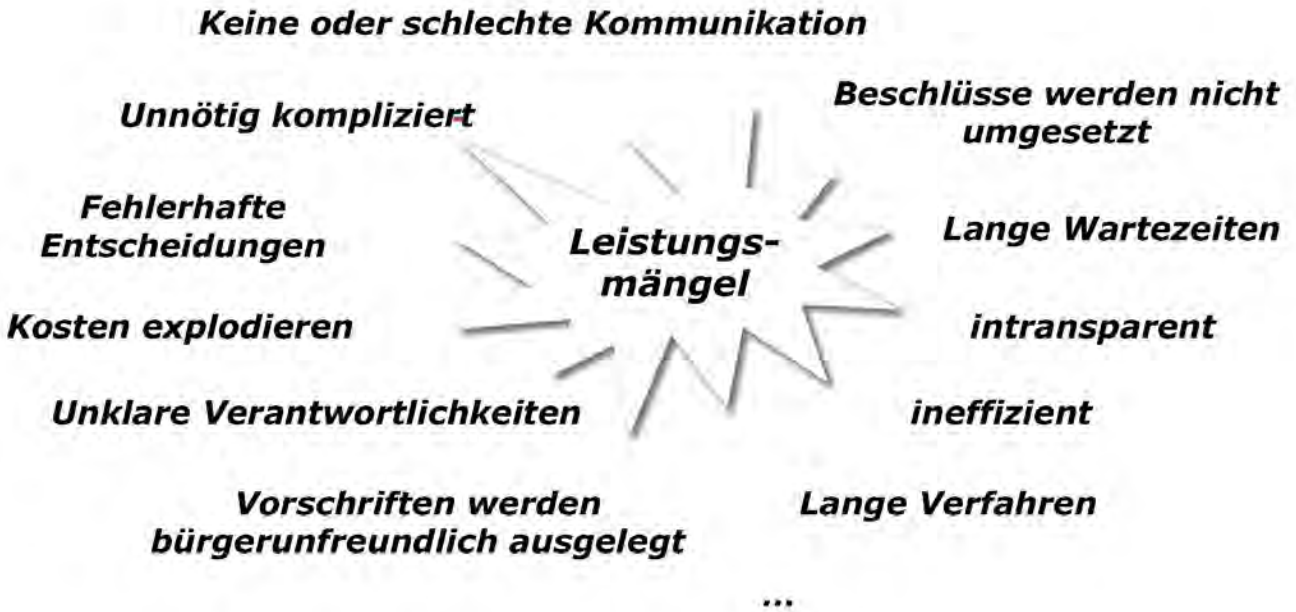 Keine oder schlechte Kommunikation
Unnötig kompliziert
Beschlüsse werden nicht
umgesetzt
Fehlerhafte
Entscheidungen
Leistungs-
mängel
Lange Wartezeiten
Kosten explodieren
intransparent
Unklare Verantwortlichkeiten
ineffizient
Vorschriften werden
bürgerunfreundlich ausgelegt
Lange Verfahren
...